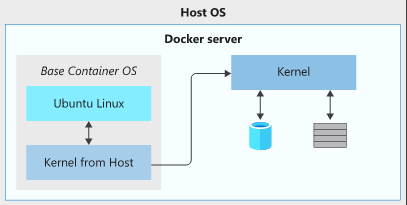 Host OS
Docker server
Base Container OS
Ubuntu Linux
Kernel from Host
Kernel